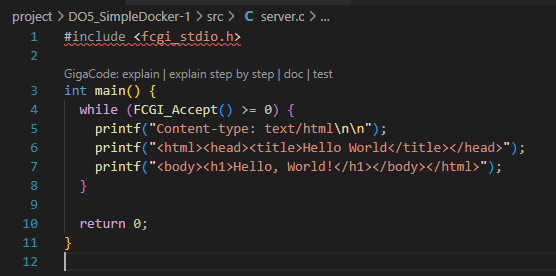 project > DO5_SimpleDocker-1 > src > C server.c > ...
1 #include <fcgi_stdio.h>
2
GigaCode: explain | explain step by step | doc | test
3 int main() {
4   while (FCGI_Accept() >= 0) {
5     printf("Content-type: text/html\n\n");
6     printf("<html><head><title>Hello World</title></head>");
7     printf("<body><h1>Hello, World!</h1></body></html>");
8   }
9
10   return 0;
11 }
12